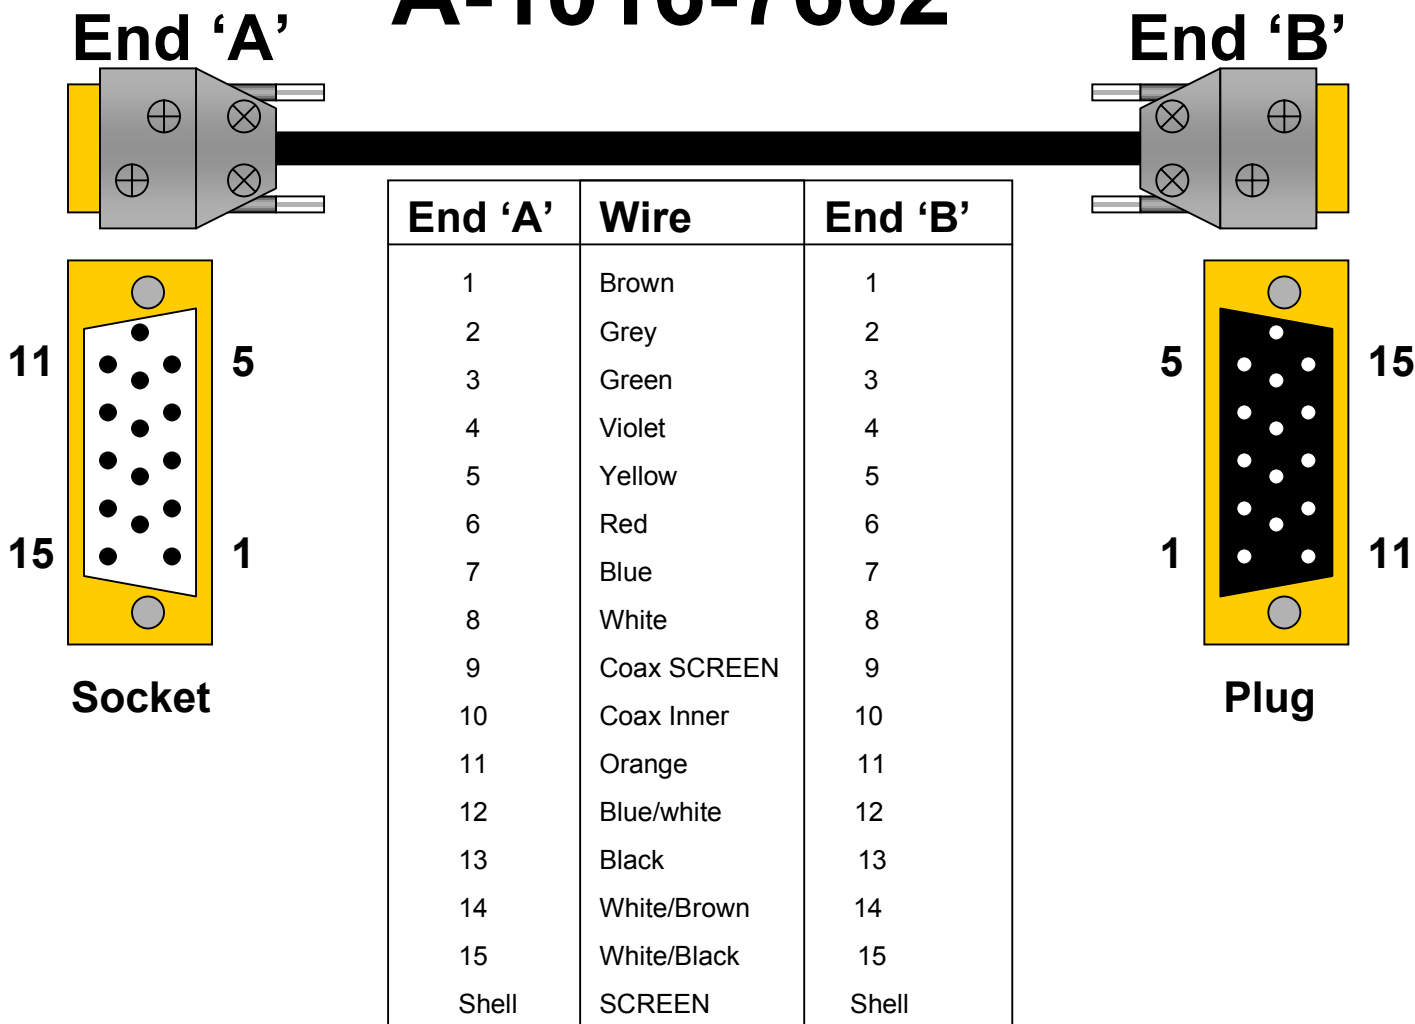 A-1016-7662
End ‘A’
End ‘B’
End ‘A’ Wire End ‘B’
1 Brown 1
2 Grey 2
3 Green 3
4 Violet 4
5 Yellow 5
6 Red 6
7 Blue 7
8 White 8
9 Coax SCREEN 9
10 Coax Inner 10
11 Orange 11
12 Blue/white 12
13 Black 13
14 White/Brown 14
15 White/Black 15
Shell SCREEN Shell
11 5
15 1
Socket
5 15
1 11
Plug